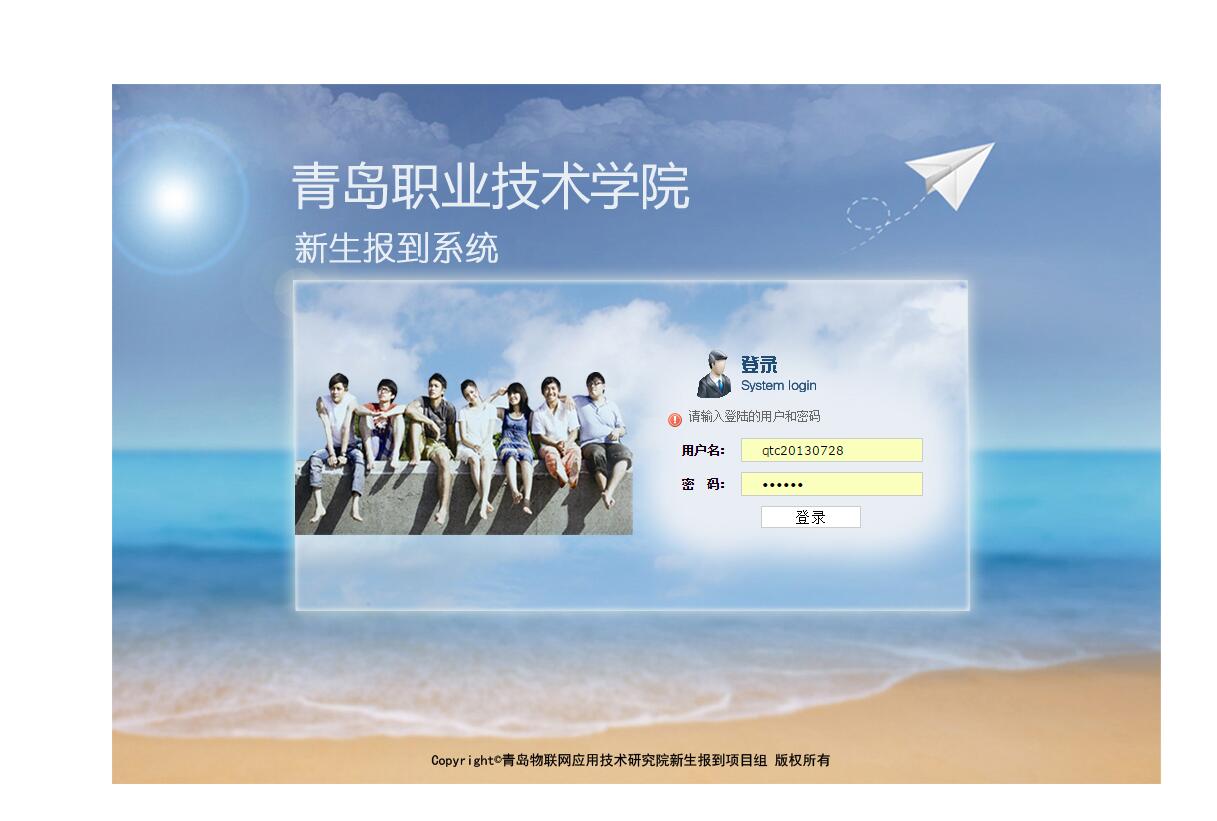 青岛职业技术学院
新生报到系统
登录
System login
请输入登陆的用户和密码
用户名： qtc20130728
密 码： ••••••
登录
Copyright©青岛物联网应用技术研究院新生报到项目组 版权所有